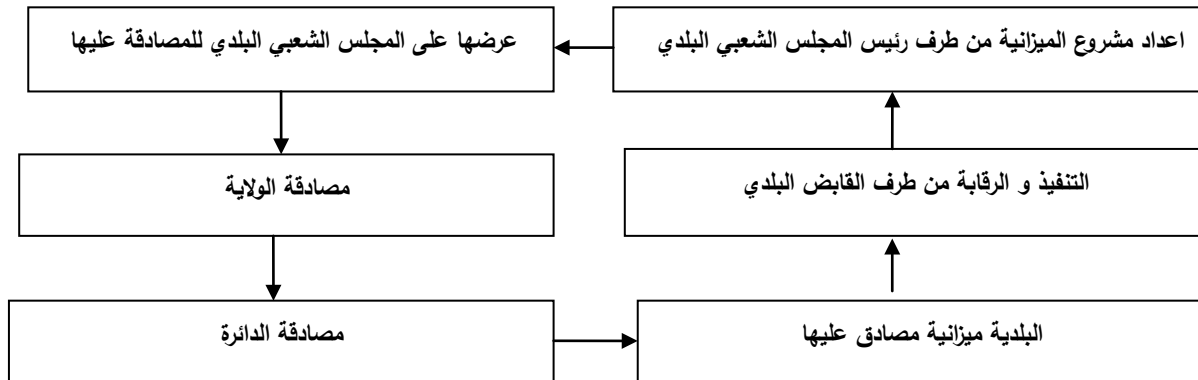 اعداد مشروع الميزانية من طرف رئيس المجلس الشعبي البلدي
عرضها على المجلس الشعبي البلدي للمصادقة عليها
مصادقة الولاية
مصادقة الدائرة
البلدية ميزانية مصادق عليها
التنفيذ و الرقابة من طرف القابض البلدي